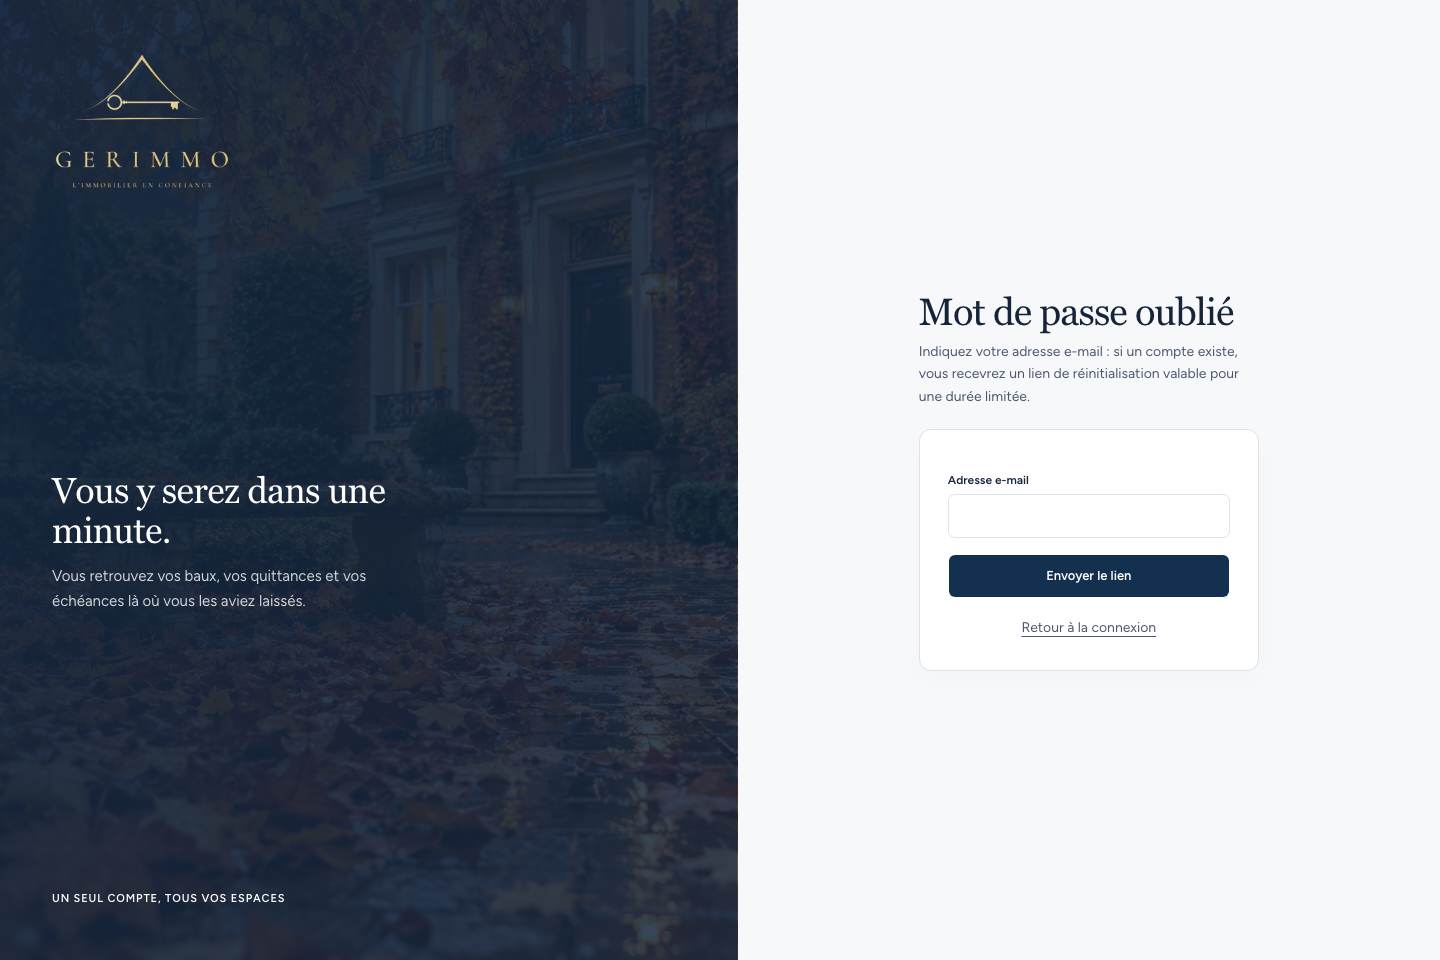 GERIMMO
L'IMMOBILIER EN CONFIANCE
Vous y serez dans une
minute.
Vous retrouvez vos baux, vos quittances et vos
échéances là où vous les aviez laissés.
UN SEUL COMPTE, TOUS VOS ESPACES
Mot de passe oublié
Indiquez votre adresse e-mail : si un compte existe,
vous recevrez un lien de réinitialisation valable pour
une durée limitée.
Adresse e-mail
Envoyer le lien
Retour à la connexion